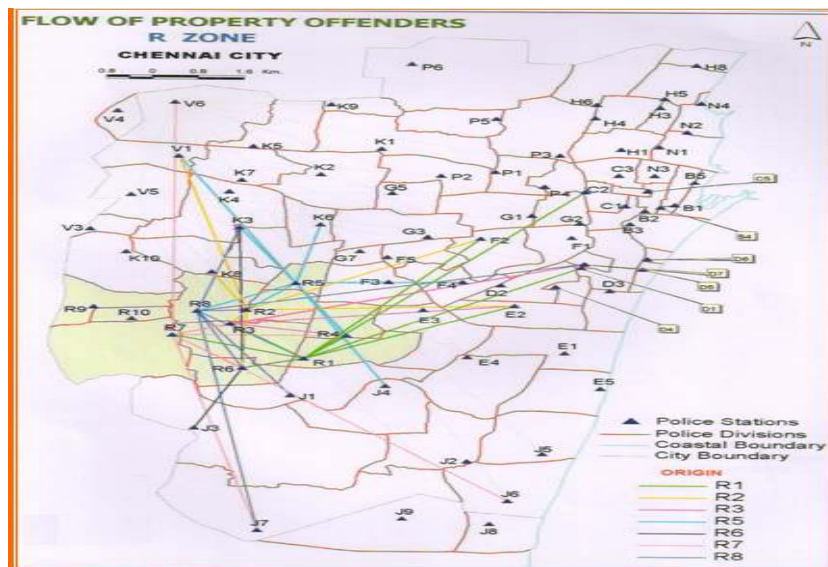 FLOW OF PROPERTY OFFENDERS
R ZONE
CHENNAI CITY
0.8 0 0.8 1.6 Km.
N
P6
H8
V6
V4
K9
H6
H5
H3
N4
P5
H4
N2
V1
K5
K1
P3
H1
N1
K7
K2
P2
P1
C3
N3
B5
C5
V5
K4
G5
P4
C2
C1
B2
B1
V3
K3
K6
G3
G1
G2
B3
B4
K10
G7
F5
F2
F1
D6
K8
R5
F3
F4
D2
D7
D5
D3
D1
R9
R10
R8
R2
E3
E2
D4
R7
R3
R4
R6
R1
E4
E1
J1
J4
E5
J3
J2
J5
J6
J7
J9
J8
Police Stations
Police Divisions
Coastal Boundary
City Boundary
ORIGIN
R1
R2
R3
R5
R6
R7
R8